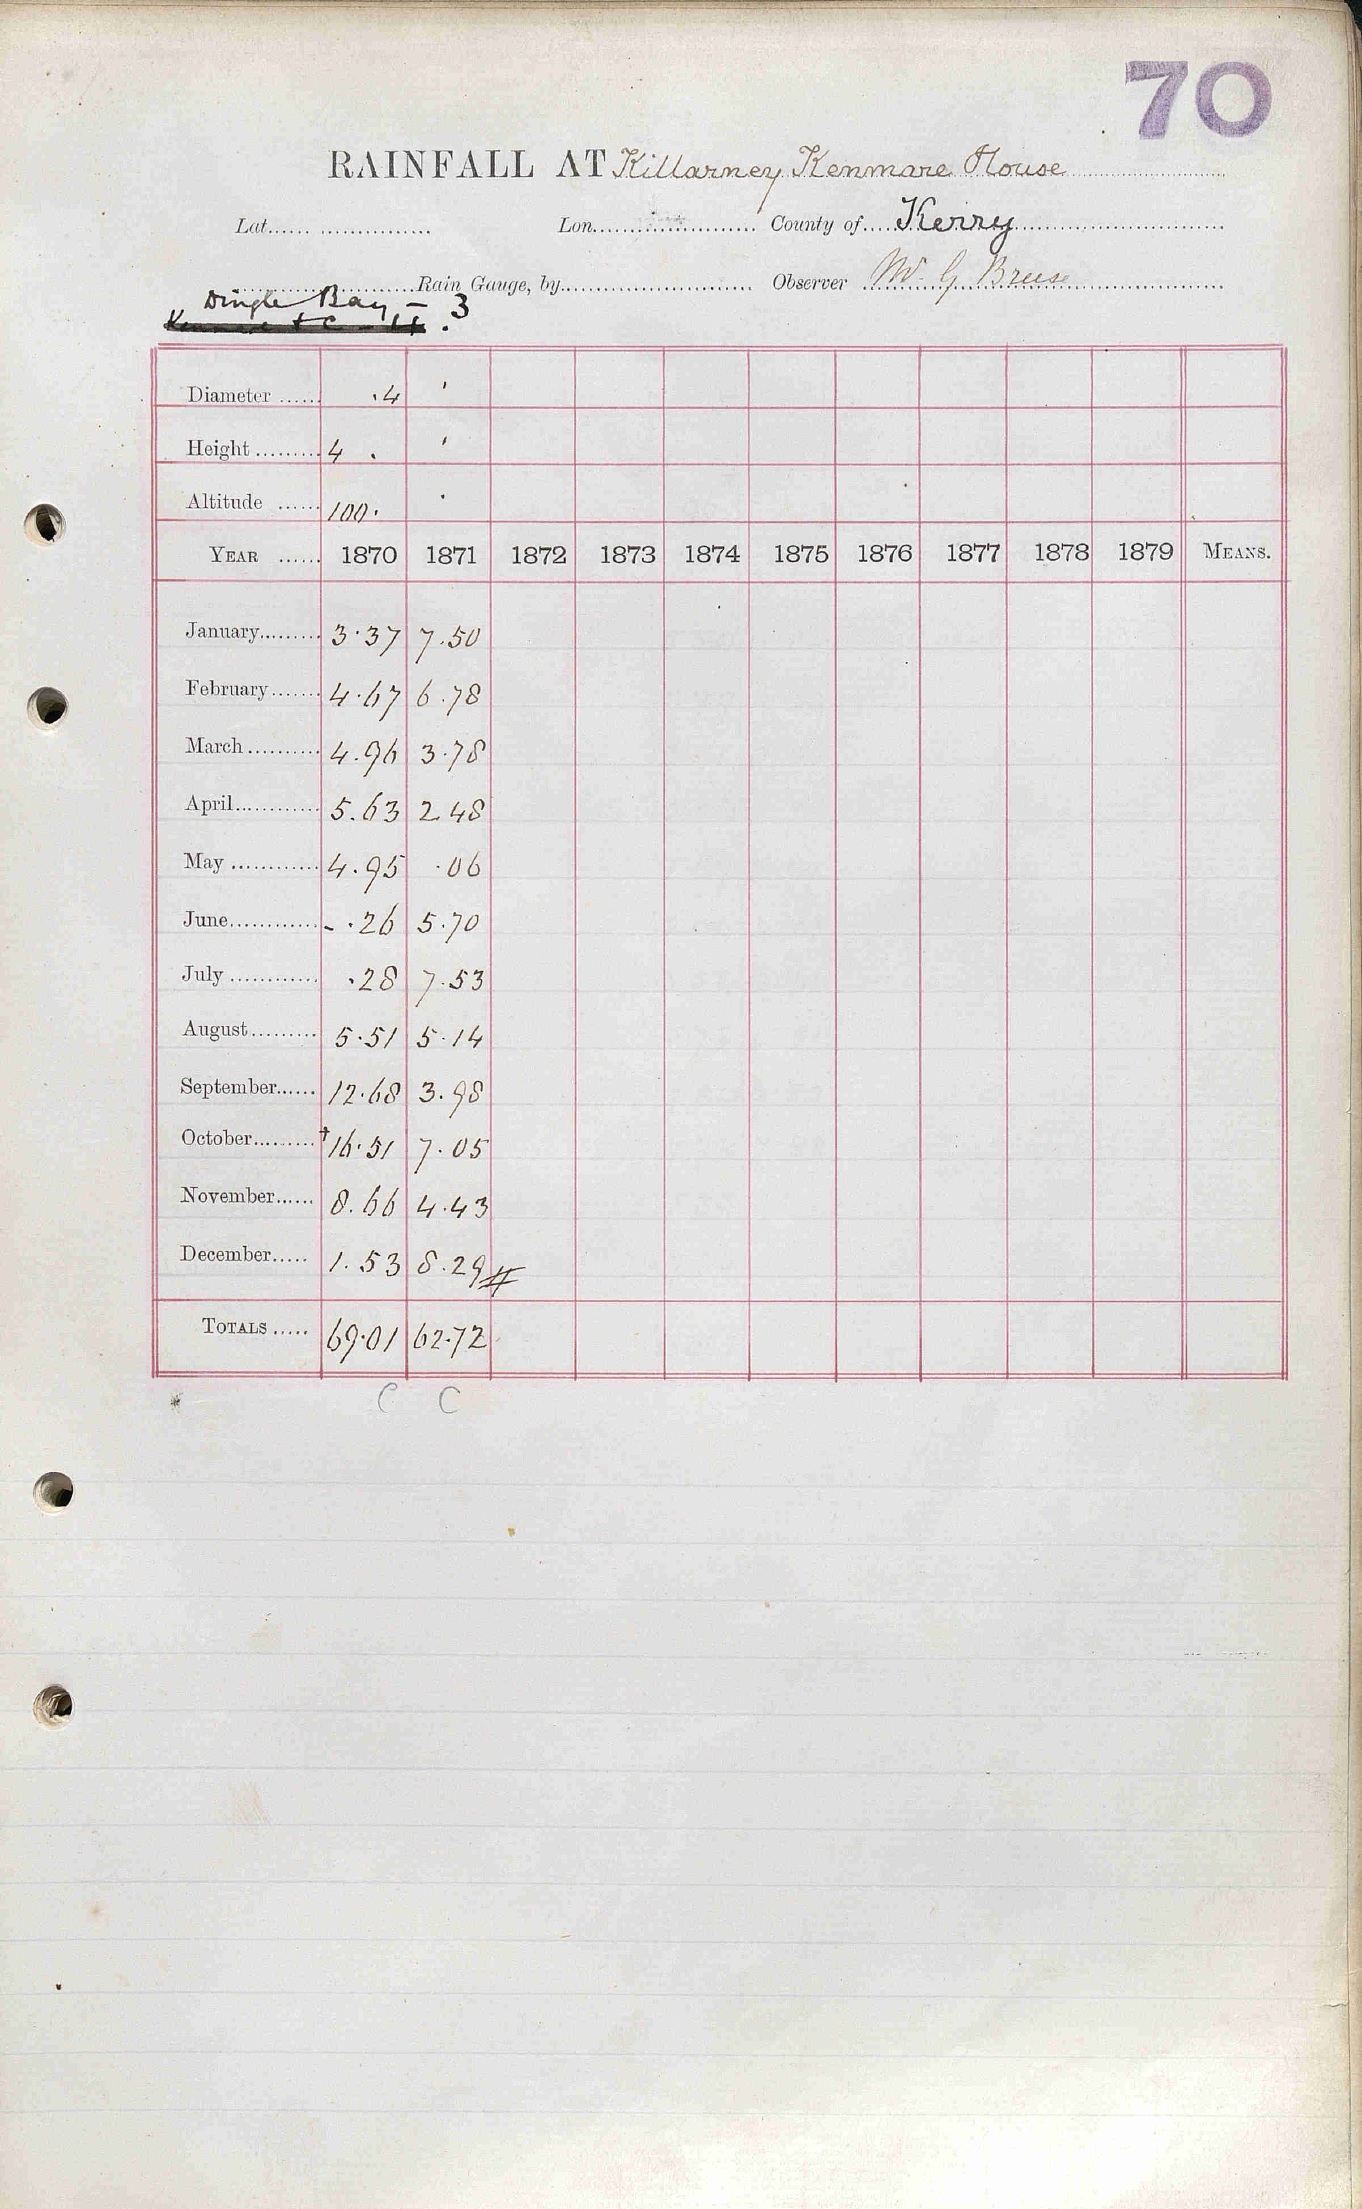 70
RAINFALL AT Killarney Kenmare House
Lat...... ................ Lon........................ County of....Kerry
Rain Gauge, by............................ Observer W. G.
Dingle Bay – 3
Diameter ...... .4 '
Height ......... 4 . '
Altitude ...... 100. '
YEAR ...... 1870 1871 1872 1873 1874 1875 1876 1877 1878 1879 MEANS.
January......... 3.37 7.50
February....... 4.67 6.78
March .......... 4.96 3.78
April............ 5.63 2.48
May ............ 4.95 .06
June............. - .26 5.70
July ............ .28 7.53
August......... 5.51 5.14
September...... 12.68 3.98
October......... †16.51 7.05
November...... 8.66 4.43
December..... 1.53 8.29 #
TOTALS ..... 69.01 62.72
C C